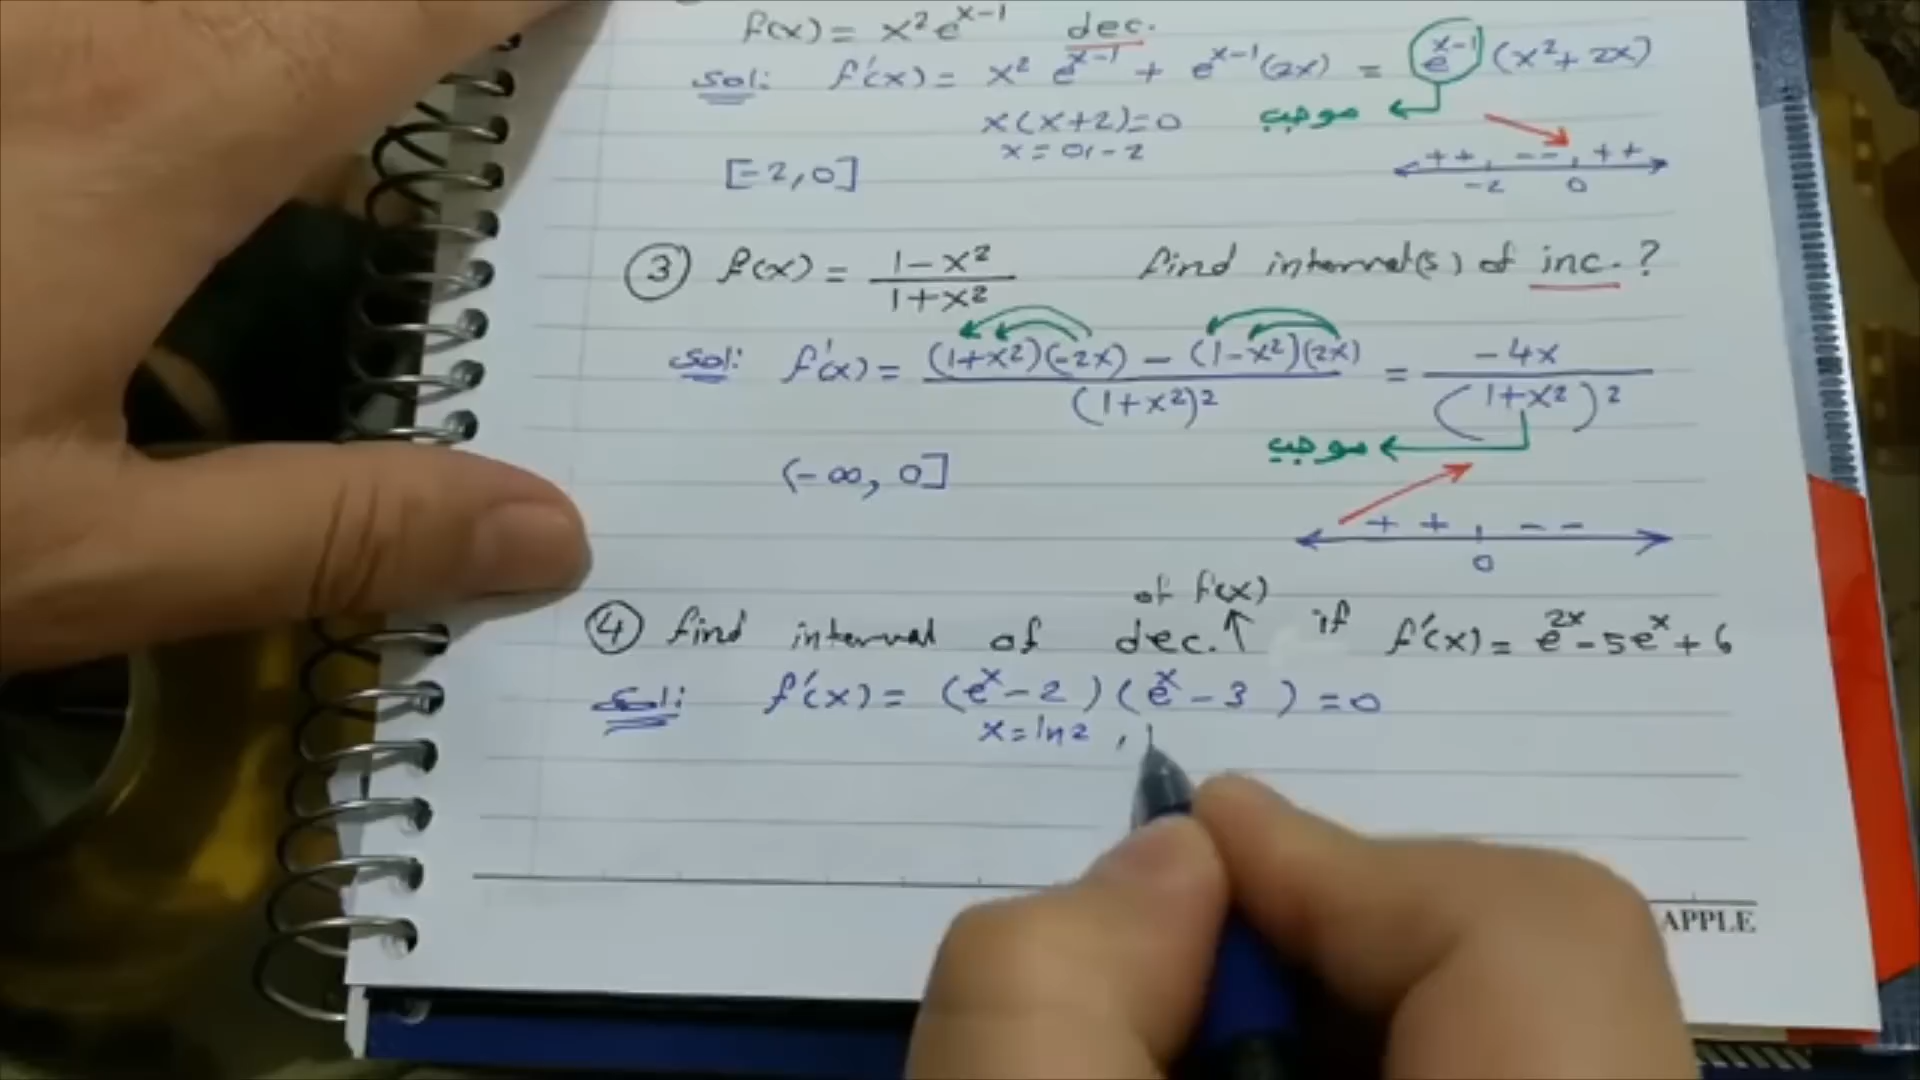 f(x) = x² e^(x-1) dec.
Sol: f'(x) = x² e^(x-1) + e^(x-1) (2x) = e^(x-1) (x² + 2x)
x(x+2) = 0 موجب
x = 0, -2
++ -- ++
[-2, 0] -2 0
③ f(x) = (1 - x²)/(1 + x²) find interval(s) of inc. ?
Sol: f'(x) = ((1+x²)(-2x) - (1-x²)(2x))/(1+x²)² = -4x/(1+x²)²
موجب
(-∞, 0]
+ + - -
0
of f(x)
④ find interval of dec. ↑ if f'(x) = e^(2x) - 5e^x + 6
Sol: f'(x) = (e^x - 2)(e^x - 3) = 0
x = ln 2 ,
APPLE